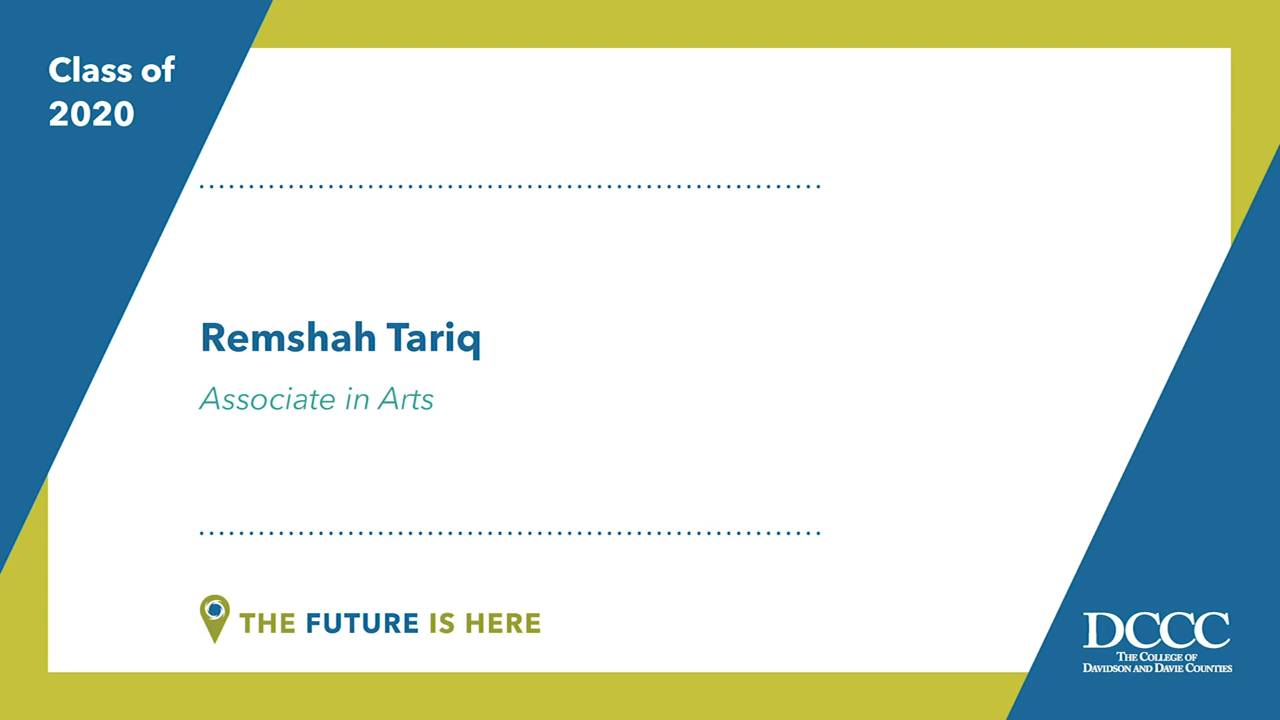 Class of
2020
Remshah Tariq
Associate in Arts
THE FUTURE IS HERE
DCCC
THE COLLEGE OF
DAVIDSON AND DAVIE COUNTIES